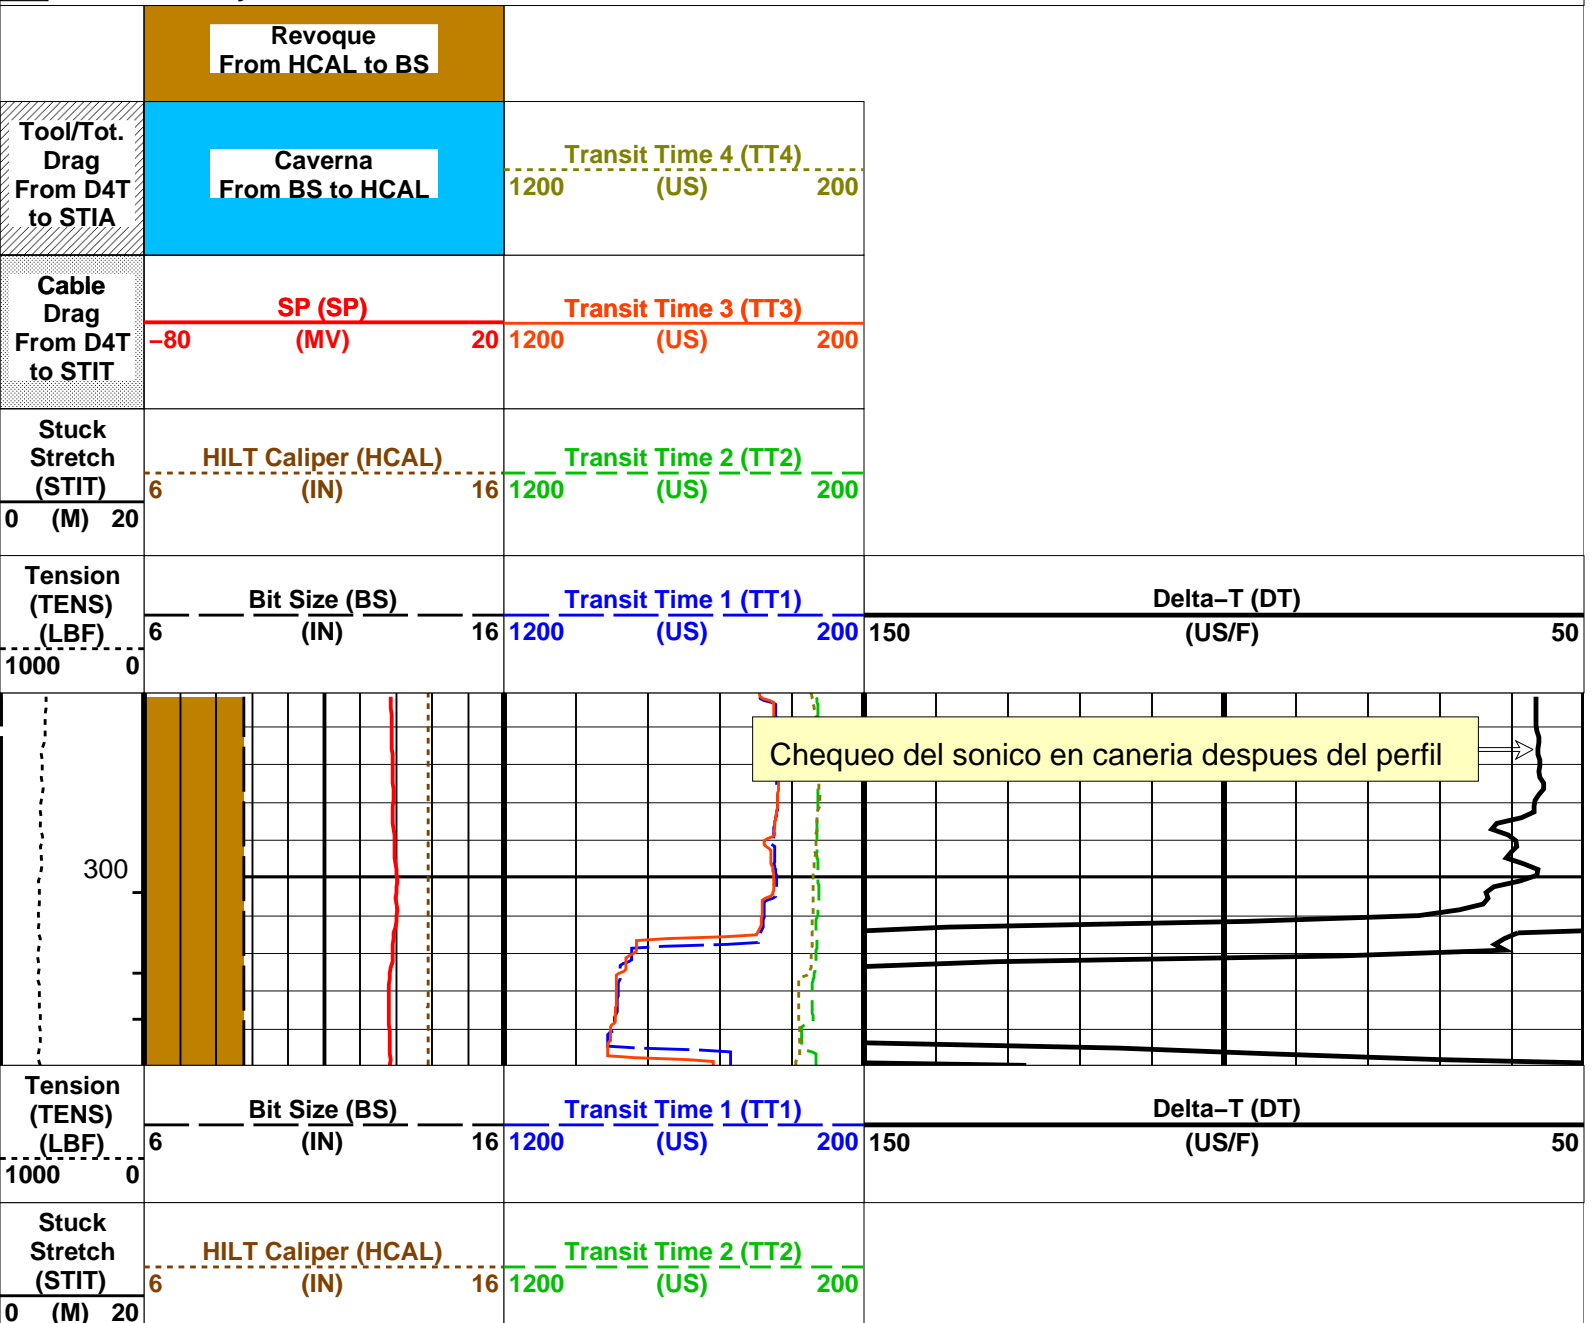 Revoque
From HCAL to BS
Tool/Tot.
Drag
From D4T
to STIA
Caverna
From BS to HCAL
Transit Time 4 (TT4)
1200 (US) 200
Cable
Drag
From D4T
to STIT
SP (SP)
−80 (MV) 20
Transit Time 3 (TT3)
1200 (US) 200
Stuck
Stretch
(STIT)
0 (M) 20
HILT Caliper (HCAL)
6 (IN) 16
Transit Time 2 (TT2)
1200 (US) 200
Tension
(TENS)
(LBF)
1000 0
Bit Size (BS)
6 (IN) 16
Transit Time 1 (TT1)
1200 (US) 200
Delta−T (DT)
150 (US/F) 50
Chequeo del sonico en caneria despues del perfil
300
Tension
(TENS)
(LBF)
1000 0
Bit Size (BS)
6 (IN) 16
Transit Time 1 (TT1)
1200 (US) 200
Delta−T (DT)
150 (US/F) 50
Stuck
Stretch
(STIT)
0 (M) 20
HILT Caliper (HCAL)
6 (IN) 16
Transit Time 2 (TT2)
1200 (US) 200